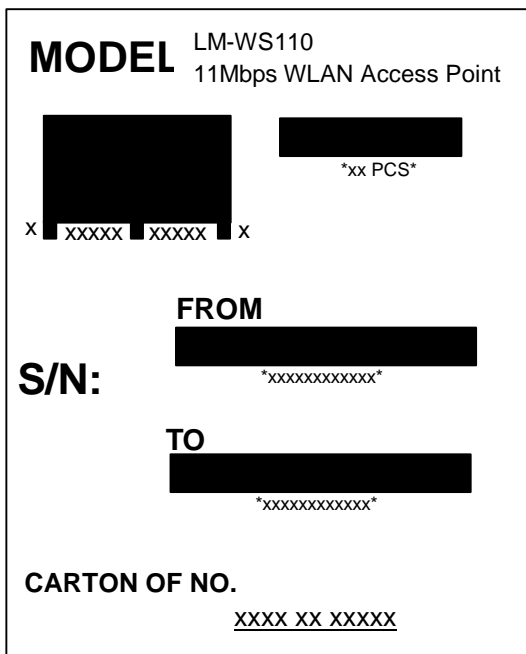 MODEL LM-WS110
11Mbps WLAN Access Point
*xx PCS*
x xxxxx xxxxx x
FROM
*xxxxxxxxxxxx*
S/N:
TO
*xxxxxxxxxxxx*
CARTON OF NO.
xxxx xx xxxxx